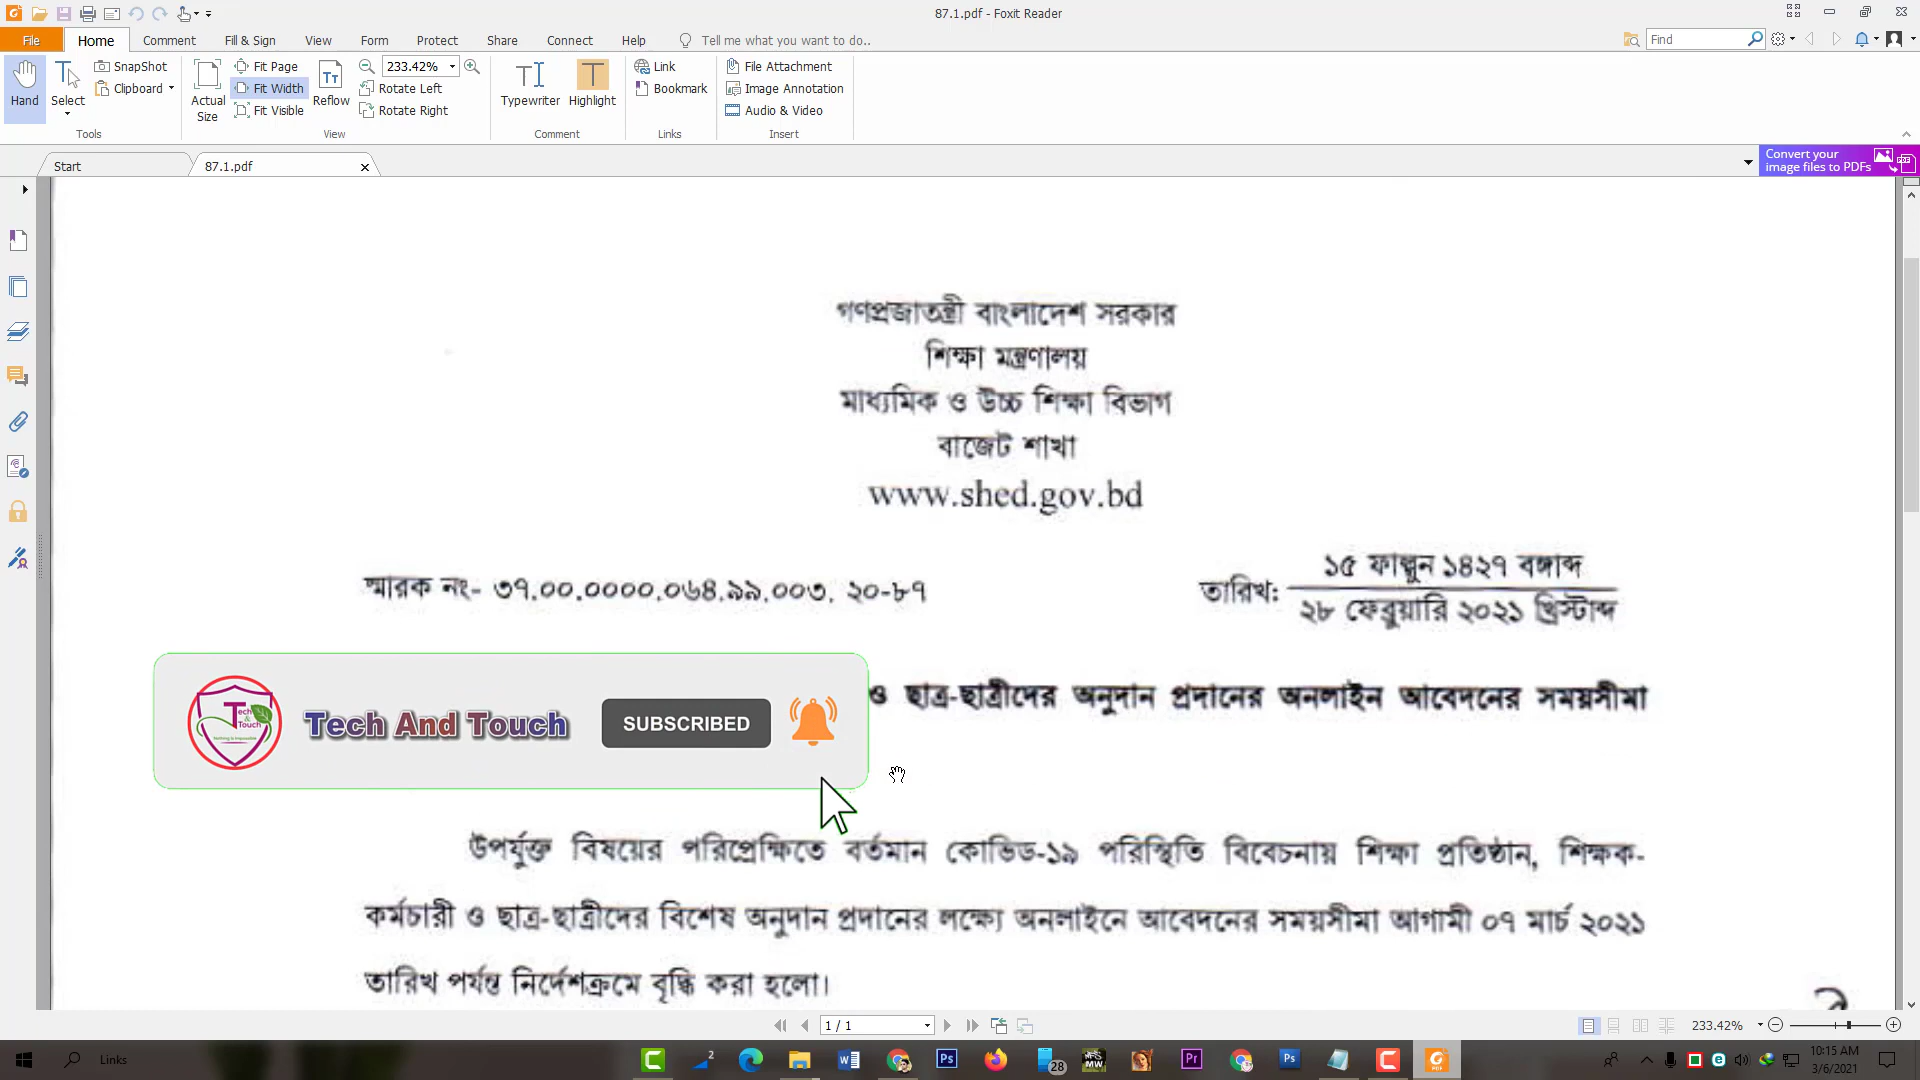 87.1.pdf - Foxit Reader
File Home Comment Fill & Sign View Form Protect Share Connect Help Tell me what you want to do.. Find
Hand
Select
SnapShot
Clipboard
Tools
Actual Size
Fit Page
Fit Width
Fit Visible
Reflow
233.42%
Rotate Left
Rotate Right
View
Typewriter
Highlight
Comment
Link
Bookmark
Links
File Attachment
Image Annotation
Audio & Video
Insert
Start
87.1.pdf
Convert your
image files to PDFs
গণপ্রজাতন্ত্রী বাংলাদেশ সরকার
শিক্ষা মন্ত্রণালয়
মাধ্যমিক ও উচ্চ শিক্ষা বিভাগ
বাজেট শাখা
www.shed.gov.bd
স্মারক নং- ৩৭.০০.০০০০.০৬৪.৯৯.০০৩. ২০-৮৭
তারিখ:
১৫ ফাল্গুন ১৪২৭ বঙ্গাব্দ
২৮ ফেব্রুয়ারি ২০২১ খ্রিস্টাব্দ
ও ছাত্র-ছাত্রীদের অনুদান প্রদানের অনলাইন আবেদনের সময়সীমা
Tech And Touch
SUBSCRIBED
উপর্যুক্ত বিষয়ের পরিপ্রেক্ষিতে বর্তমান কোভিড-১৯ পরিস্থিতি বিবেচনায় শিক্ষা প্রতিষ্ঠান, শিক্ষক-
কর্মচারী ও ছাত্র-ছাত্রীদের বিশেষ অনুদান প্রদানের লক্ষ্যে অনলাইনে আবেদনের সময়সীমা আগামী ০৭ মার্চ ২০২১
তারিখ পর্যন্ত নির্দেশক্রমে বৃদ্ধি করা হলো।
1 / 1
233.42%
Links
28
10:15 AM
3/6/2021